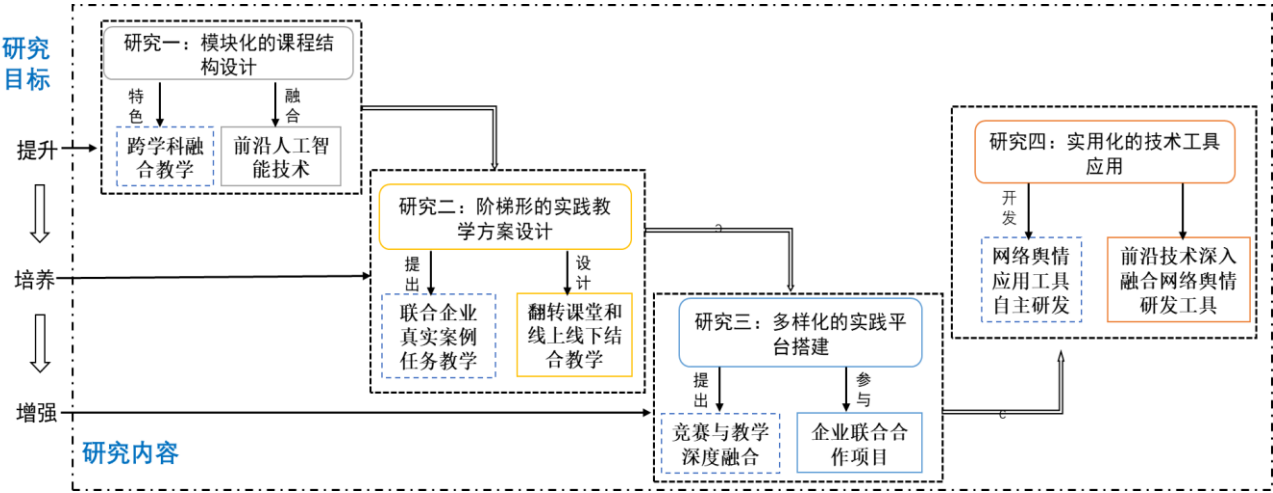 研究
目标
提升
培养
增强
研究内容
研究一：模块化的课程结
构设计
特
色
融
合
跨学科融
合教学
前沿人工智
能技术
研究二：阶梯形的实践教
学方案设计
提
出
设
计
联合企业
真实案例
任务教学
翻转课堂和
线上线下结
合教学
研究三：多样化的实践平
台搭建
提
出
参
与
竞赛与教学
深度融合
企业联合合
作项目
研究四：实用化的技术工具
应用
开
发
网络舆情
应用工具
自主研发
前沿技术深入
融合网络舆情
研发工具